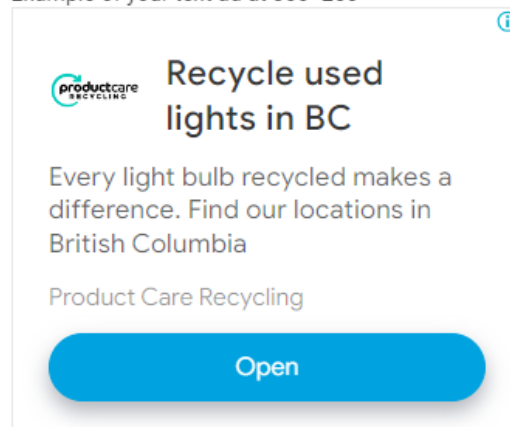 productcare
RECYCLING
Recycle used
lights in BC
Every light bulb recycled makes a
difference. Find our locations in
British Columbia
Product Care Recycling
Open